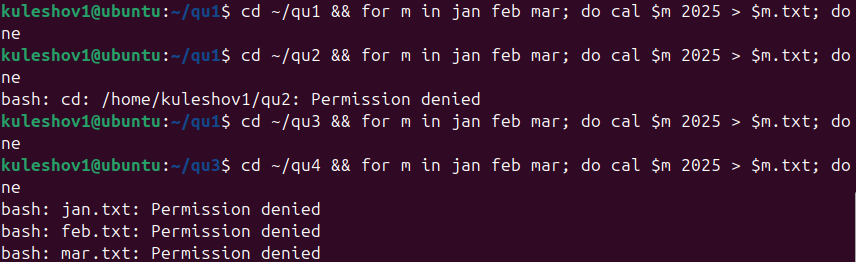 kuleshov1@ubuntu:~/qu1$ cd ~/qu1 && for m in jan feb mar; do cal $m 2025 > $m.txt; do
ne
kuleshov1@ubuntu:~/qu1$ cd ~/qu2 && for m in jan feb mar; do cal $m 2025 > $m.txt; do
ne
bash: cd: /home/kuleshov1/qu2: Permission denied
kuleshov1@ubuntu:~/qu1$ cd ~/qu3 && for m in jan feb mar; do cal $m 2025 > $m.txt; do
ne
kuleshov1@ubuntu:~/qu3$ cd ~/qu4 && for m in jan feb mar; do cal $m 2025 > $m.txt; do
ne
bash: jan.txt: Permission denied
bash: feb.txt: Permission denied
bash: mar.txt: Permission denied